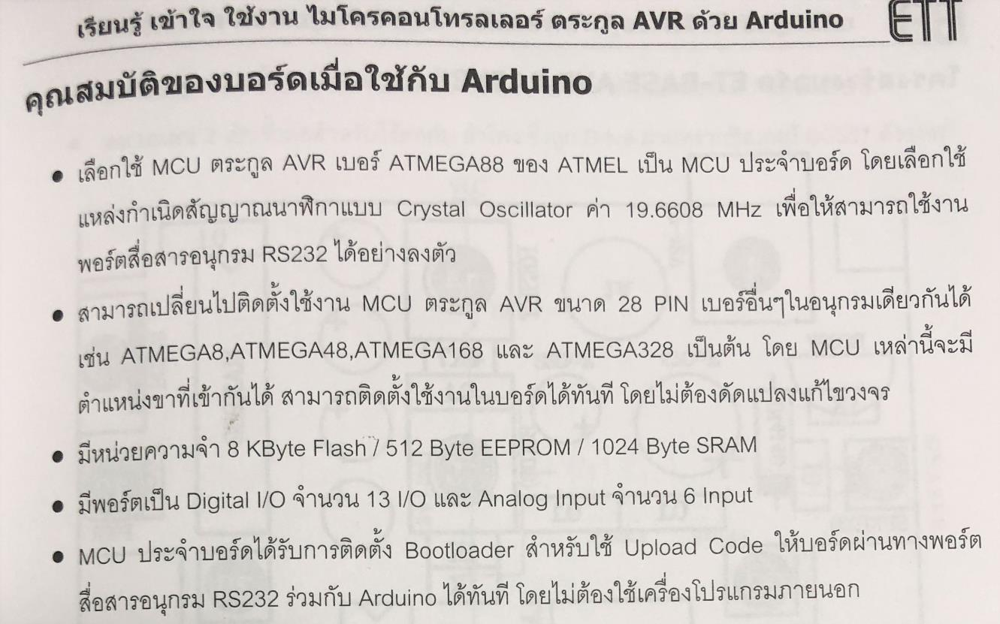 เรียนรู้ เข้าใจ ใช้งาน ไมโครคอนโทรลเลอร์ ตระกูล AVR ด้วย Arduino ETT
คุณสมบัติของบอร์ดเมื่อใช้กับ Arduino
● เลือกใช้ MCU ตระกูล AVR เบอร์ ATMEGA88 ของ ATMEL เป็น MCU ประจำบอร์ด โดยเลือกใช้
แหล่งกำเนิดสัญญาณนาฬิกาแบบ Crystal Oscillator ค่า 19.6608 MHz เพื่อให้สามารถใช้งาน
พอร์ตสื่อสารอนุกรม RS232 ได้อย่างลงตัว
● สามารถเปลี่ยนไปติดตั้งใช้งาน MCU ตระกูล AVR ขนาด 28 PIN เบอร์อื่นๆในอนุกรมเดียวกันได้
เช่น ATMEGA8,ATMEGA48,ATMEGA168 และ ATMEGA328 เป็นต้น โดย MCU เหล่านี้จะมี
ตำแหน่งขาที่เข้ากันได้ สามารถติดตั้งใช้งานในบอร์ดได้ทันที โดยไม่ต้องดัดแปลงแก้ไขวงจร
● มีหน่วยความจำ 8 KByte Flash / 512 Byte EEPROM / 1024 Byte SRAM
● มีพอร์ตเป็น Digital I/O จำนวน 13 I/O และ Analog Input จำนวน 6 Input
● MCU ประจำบอร์ดได้รับการติดตั้ง Bootloader สำหรับใช้ Upload Code ให้บอร์ดผ่านทางพอร์ต
สื่อสารอนุกรม RS232 ร่วมกับ Arduino ได้ทันที โดยไม่ต้องใช้เครื่องโปรแกรมภายนอก